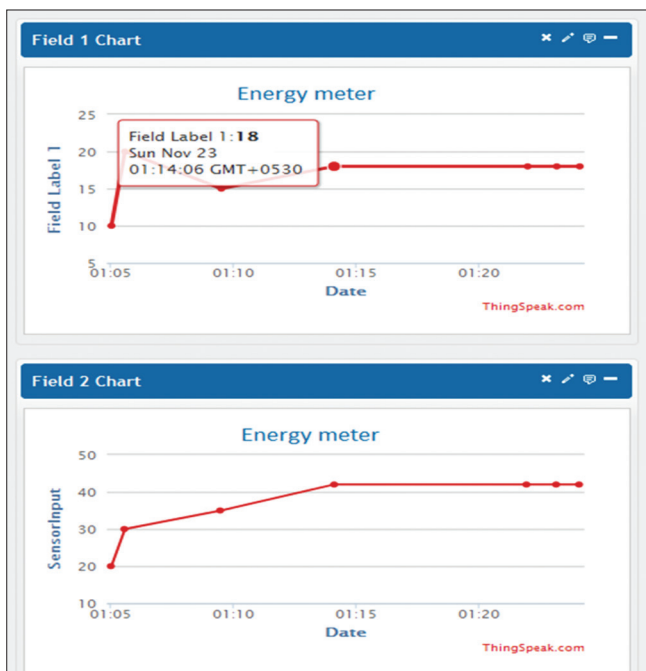 Field 1 Chart
Energy meter
Field Label 1
25
20
15
10
5
Field Label 1:18
Sun Nov 23
01:14:06 GMT+0530
01:05 01:10 01:15 01:20
Date
ThingSpeak.com
Field 2 Chart
Energy meter
SensorInput
50
40
30
20
10
01:05 01:10 01:15 01:20
Date
ThingSpeak.com